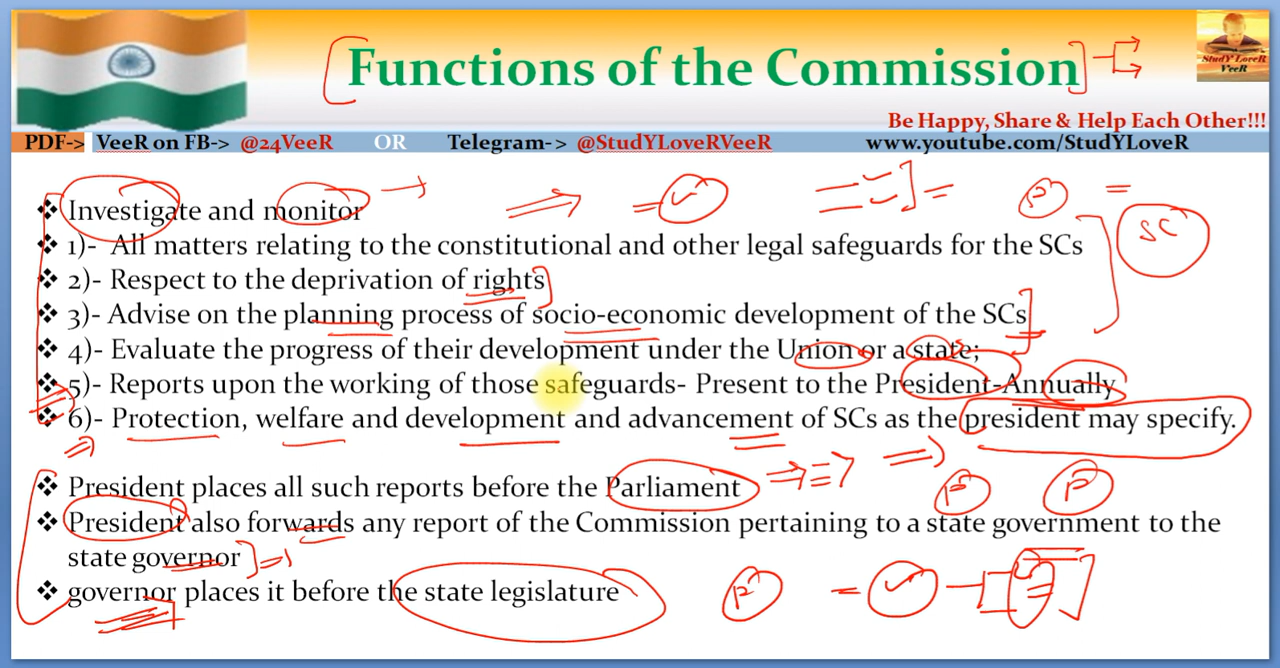 Functions of the Commission
StudY LoveR
VeeR
Be Happy, Share & Help Each Other!!!
PDF-> VeeR on FB-> @24VeeR OR Telegram-> @StudYLoveRVeeR www.youtube.com/StudYLoveR
❖ Investigate and monitor
❖ 1)- All matters relating to the constitutional and other legal safeguards for the SCs
SC
❖ 2)- Respect to the deprivation of rights
❖ 3)- Advise on the planning process of socio-economic development of the SCs
❖ 4)- Evaluate the progress of their development under the Union or a state;
❖ 5)- Reports upon the working of those safeguards- Present to the President-Annually
❖ 6)- Protection, welfare and development and advancement of SCs as the president may specify.
❖ President places all such reports before the Parliament
P P
❖ President also forwards any report of the Commission pertaining to a state government to the
state governor
❖ governor places it before the state legislature